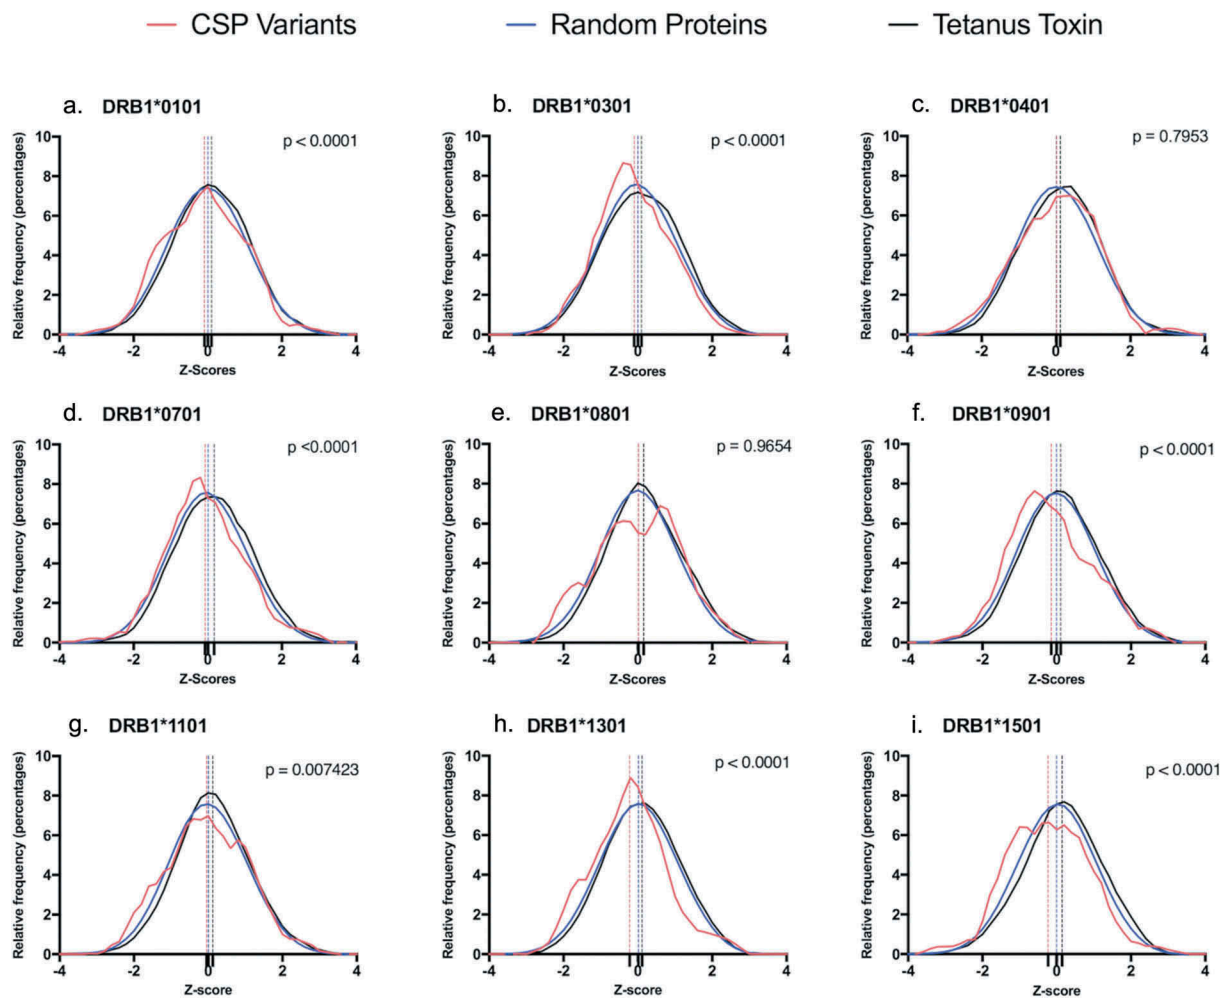 CSP Variants Random Proteins Tetanus Toxin
a. DRB1*0101 b. DRB1*0301 c. DRB1*0401
p < 0.0001 p < 0.0001 p = 0.7953
Relative frequency (percentages) Relative frequency (percentages) Relative frequency (percentages)
10 10 10
8 8 8
6 6 6
4 4 4
2 2 2
0 0 0
-4 -2 0 2 4 -4 -2 0 2 4 -4 -2 0 2 4
Z-Scores Z-Scores Z-Scores
d. DRB1*0701 e. DRB1*0801 f. DRB1*0901
p <0.0001 p = 0.9654 p < 0.0001
Relative frequency (percentages) Relative frequency (percentages) Relative frequency (percentages)
10 10 10
8 8 8
6 6 6
4 4 4
2 2 2
0 0 0
-4 -2 0 2 4 -4 -2 0 2 4 -4 -2 0 2 4
Z-Scores Z-Scores Z-Scores
g. DRB1*1101 h. DRB1*1301 i. DRB1*1501
p = 0.007423 p < 0.0001 p < 0.0001
Relative frequency (percentages) Relative frequency (percentages) Relative frequency (percentages)
10 10 10
8 8 8
6 6 6
4 4 4
2 2 2
0 0 0
-4 -2 0 2 4 -4 -2 0 2 4 -4 -2 0 2 4
Z-score Z-score Z-score